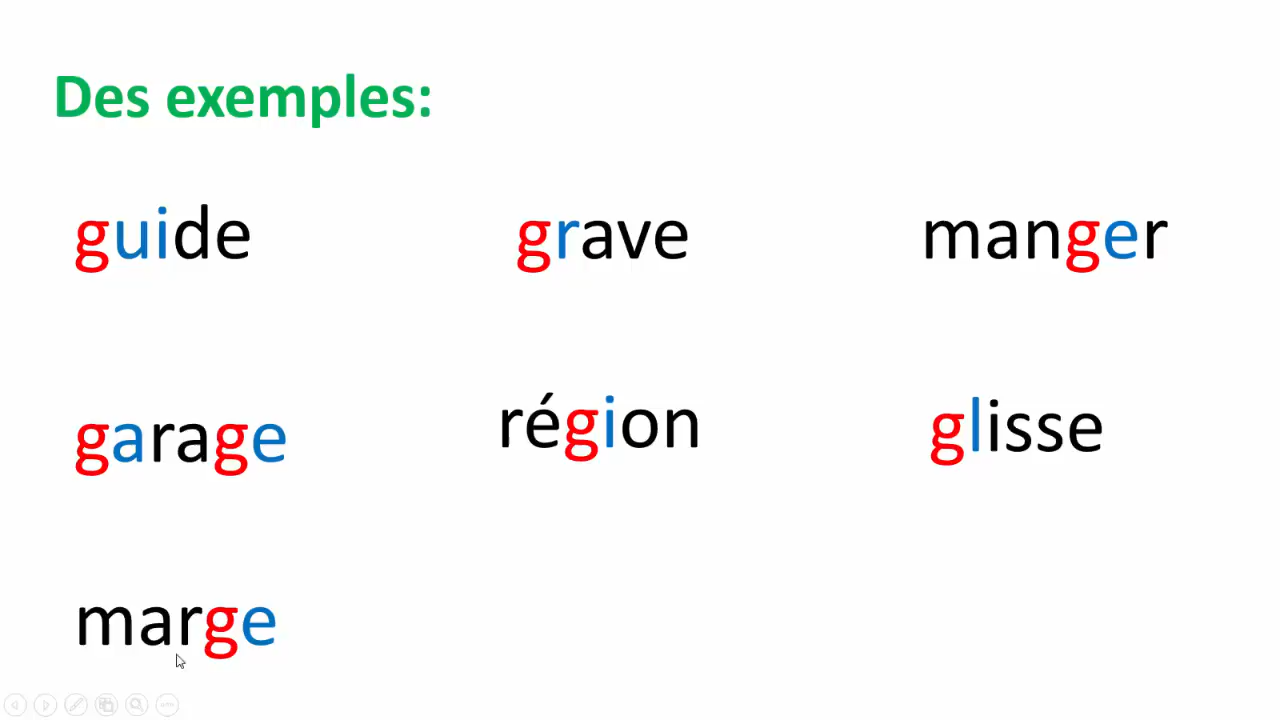 Des exemples:
guide grave manger
garage région glisse
marge